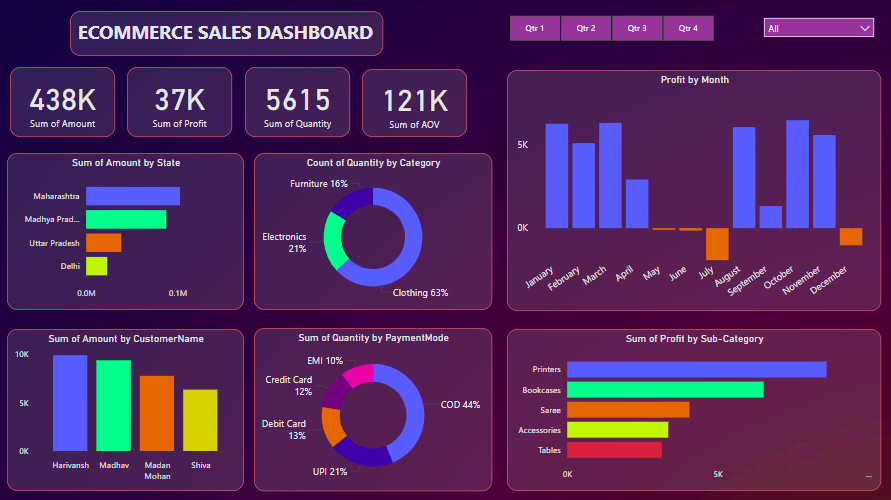 ECOMMERCE SALES DASHBOARD
Qtr 1
Qtr 2
Qtr 3
Qtr 4
All
438K
Sum of Amount
37K
Sum of Profit
5615
Sum of Quantity
121K
Sum of AOV
Sum of Amount by State
Maharashtra
Madhya Prad...
Uttar Pradesh
Delhi
0.0M
0.1M
Count of Quantity by Category
Furniture 16%
Electronics
21%
Clothing 63%
Profit by Month
5K
0K
January
February
March
April
May
June
July
August
September
October
November
December
Sum of Amount by CustomerName
10K
5K
0K
Harivansh
Madhav
Madan
Mohan
Shiva
Sum of Quantity by PaymentMode
EMI 10%
Credit Card
12%
Debit Card
13%
UPI 21%
COD 44%
Sum of Profit by Sub-Category
Printers
Bookcases
Saree
Accessories
Tables
0K
5K